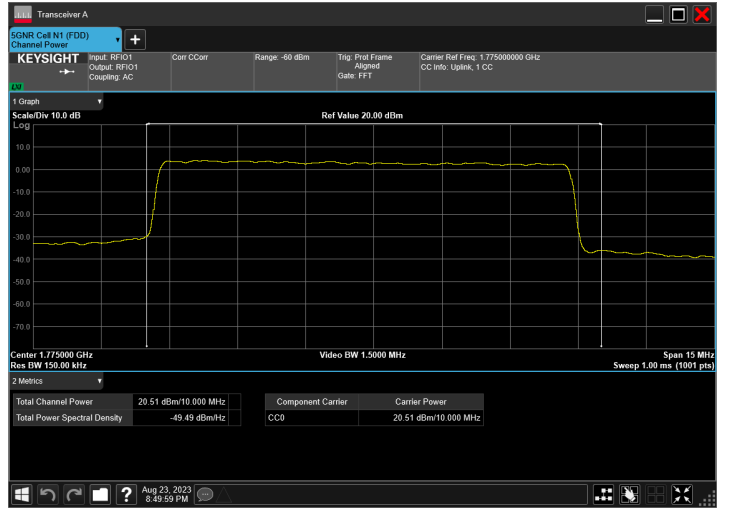 Transceiver A
5GNR Cell N1 (FDD)
Channel Power
KEYSIGHT
Input: RFIO1
Output: RFIO1
Coupling: AC
Corr CCorr
Range: -60 dBm
Trig: Prot Frame
Aligned
Gate: FFT
Carrier Ref Freq: 1.775000000 GHz
CC Info: Uplink, 1 CC
1 Graph
Scale/Div 10.0 dB
Ref Value 20.00 dBm
Log
10.0
0.00
-10.0
-20.0
-30.0
-40.0
-50.0
-60.0
-70.0
Center 1.775000 GHz
Video BW 1.5000 MHz
Span 15 MHz
Res BW 150.00 kHz
Sweep 1.00 ms (1001 pts)
2 Metrics
Total Channel Power 20.51 dBm/10.000 MHz
Total Power Spectral Density -49.49 dBm/Hz
Component Carrier Carrier Power
CC0 20.51 dBm/10.000 MHz
Aug 23, 2023
8:49:59 PM